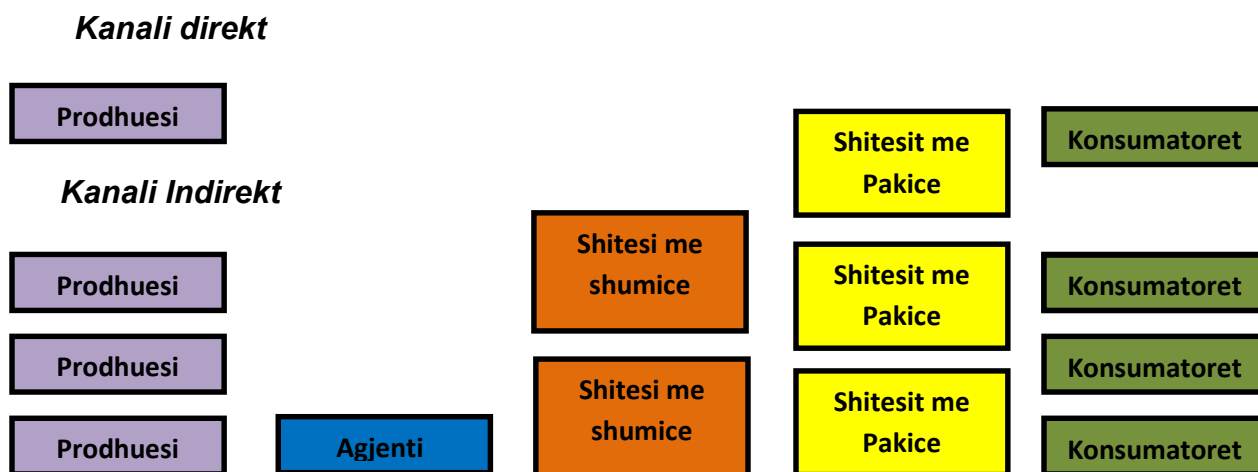 Kanali direkt
Prodhuesi
Shitesit me
Pakice
Konsumatoret
Kanali Indirekt
Shitesi me
shumice
Prodhuesi
Shitesit me
Pakice
Konsumatoret
Prodhuesi
Konsumatoret
Prodhuesi
Agjenti
Shitesi me
shumice
Shitesit me
Pakice
Konsumatoret